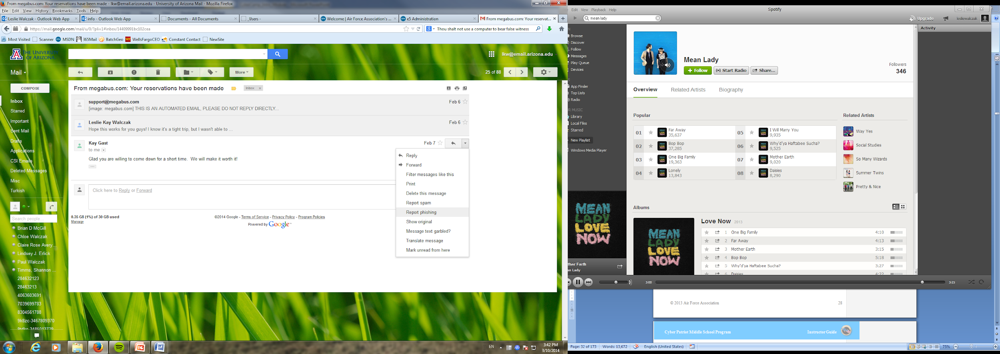 From megabus.com: Your reservations have been made - lkw@email.arizona.edu - University of Arizona Mail - Mozilla Firefox
File Edit View History Bookmarks Tools Help
Leslie Walczak - Outlook Web App
info - Outlook Web App
Documents - All Documents
_Users -
Welcome | Air Force Association's ...
e5 Administration
From megabus.com: Your reservat...
https://mail.google.com/mail/u/0/?pli=1#inbox/14409991bc102cea
Thou shalt not use a computer to bear false witness
Most Visited Scanner MSDN 365Mail BatchGeo WellsFargoCEO Constant Contact NewSite
THE UNIVERSITY
OF ARIZONA
lkw@email.arizona.edu
Mail
More
25 of 88
COMPOSE
Inbox
Starred
Important
Sent Mail
Drafts
Applications
CSI Emails
Deleted Messages
Misc
Turkish
Search people...
Brian D McGill
Chloe Walczak
Claire Rose Avery...
Lindsey J. Erlick
Paul Walczak
Timms, Shannon ...
284632123
28463213
4063603691
7039699783
8304561788
9k8zc-3467809370
9tdks-3485013729
From megabus.com: Your reservations have been made
Inbox x
support@megabus.com
Feb 6
[image: megabus.com] THIS IS AN AUTOMATED EMAIL, PLEASE DO NOT REPLY DIRECTLY...
Leslie Kay Walczak
Feb 6
Hope this works for you guys! I know it's a tight trip, but I wasn't able to ...
Kay Gast
Feb 7
to me
Glad you are willing to come down for a short time. We will make it worth it!
Reply
Forward
Filter messages like this
Print
Delete this message
Report spam
Report phishing
Show original
Message text garbled?
Translate message
Mark unread from here
Click here to Reply or Forward
0.35 GB (1%) of 30 GB used
Manage
©2014 Google - Terms of Service - Privacy Policy - Program Policies
Powered by Google™
EN
3:42 PM
3/10/2014
Edit View Playback Help
Spotify
mean lady
Upgrade
lesliewalczak
Browse
Discover
Follow
Messages
Play Queue
Devices
App Finder
Top Lists
Radio
UR MUSIC
Library
Local Files
Starred
New Playlist
Windows Media Player
MEAN
LADY
LOVE
NOW
ther Earth
an Lady
Activity
Mean Lady
Follow
Start Radio
Share...
Followers
346
Overview
Related Artists
Biography
Popular
01 Far Away
35,637
02 Bop Bop
37,285
03 One Big Family
19,363
04 Lonely
13,843
05 I Will Marry You
9,935
06 Why'd'ya Haftabee Sucha?
9,525
07 Mother Earth
9,020
08 Daisies
8,290
Related Artists
Way Yes
Social Studies
So Many Wizards
Summer Twins
Pretty & Nice
Albums
MEAN
LADY
LOVE
NOW
Love Now 2013
1 One Big Family 4:10
2 Far Away 4:13
3 Mother Earth 3:15
4 Bop Bop 5:18
5 Why'd'ya Haftabee Sucha? 3:27
6 Daisies 4:22
3:00
3:15
© 2013 Air Force Association
28
Cyber Patriot Middle School Program
Instructor Guide
Page: 32 of 173
Words: 13,672
English (United States)
75%